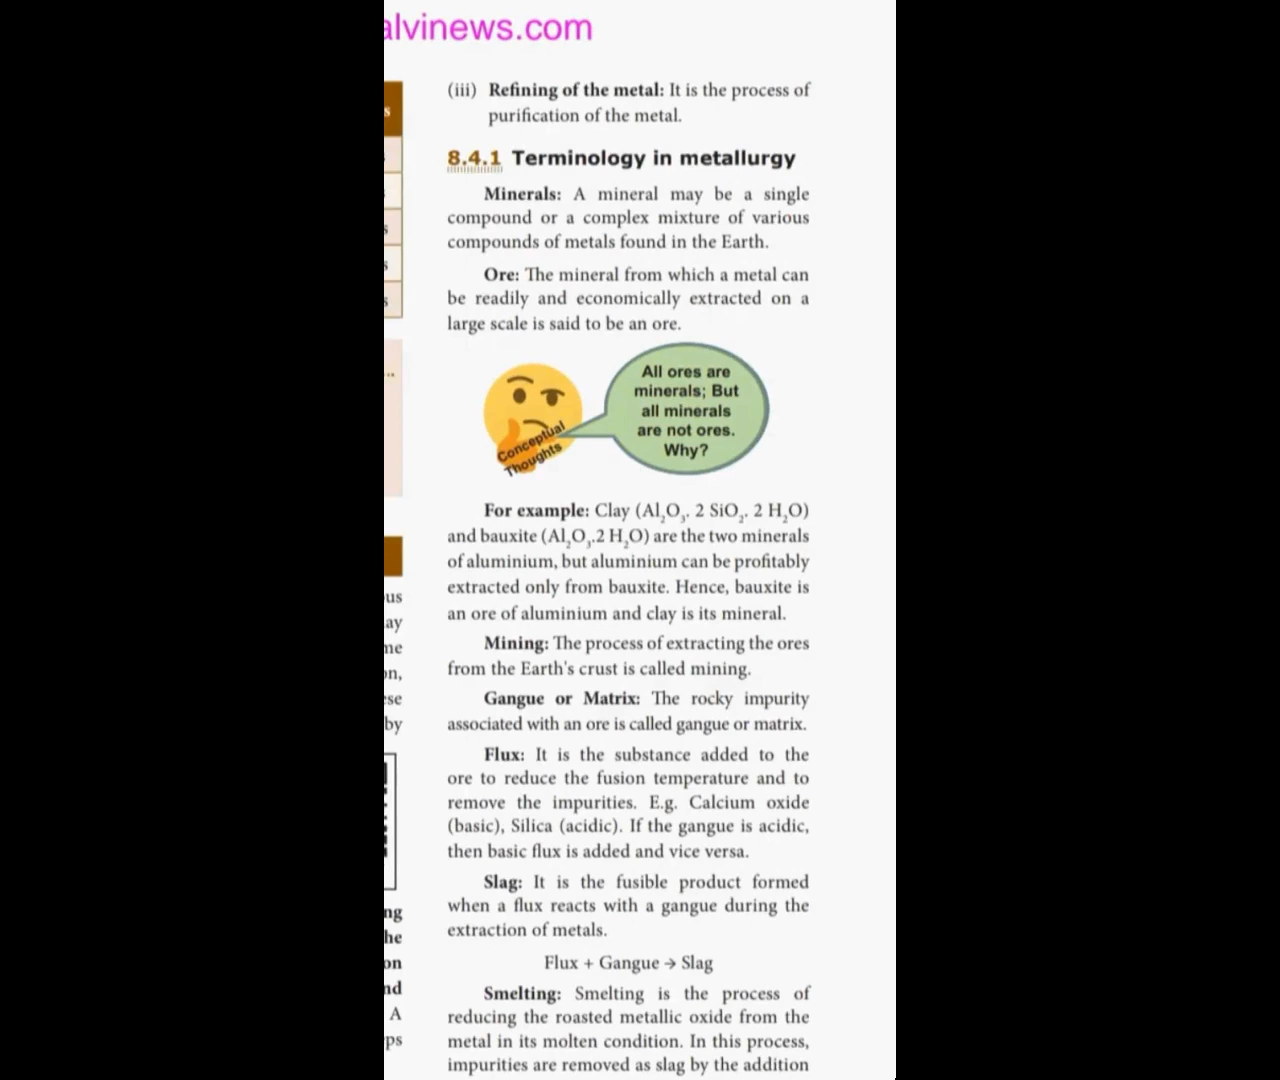 alvinews.com
(iii) Refining of the metal: It is the process of
purification of the metal.
8.4.1 Terminology in metallurgy
Minerals: A mineral may be a single
compound or a complex mixture of various
compounds of metals found in the Earth.
Ore: The mineral from which a metal can
be readily and economically extracted on a
large scale is said to be an ore.
Conceptual
Thoughts
All ores are
minerals; But
all minerals
are not ores.
Why?
For example: Clay (Al₂O₃. 2 SiO₂. 2 H₂O)
and bauxite (Al₂O₃.2 H₂O) are the two minerals
of aluminium, but aluminium can be profitably
extracted only from bauxite. Hence, bauxite is
an ore of aluminium and clay is its mineral.
Mining: The process of extracting the ores
from the Earth's crust is called mining.
Gangue or Matrix: The rocky impurity
associated with an ore is called gangue or matrix.
Flux: It is the substance added to the
ore to reduce the fusion temperature and to
remove the impurities. E.g. Calcium oxide
(basic), Silica (acidic). If the gangue is acidic,
then basic flux is added and vice versa.
Slag: It is the fusible product formed
when a flux reacts with a gangue during the
extraction of metals.
Flux + Gangue → Slag
Smelting: Smelting is the process of
reducing the roasted metallic oxide from the
metal in its molten condition. In this process,
impurities are removed as slag by the addition